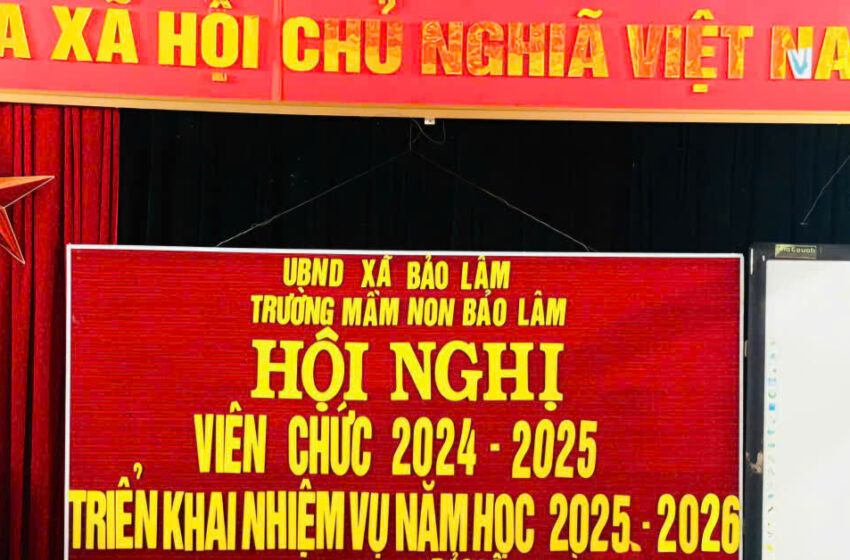 A XÃ HỘI CHỦ NGHĨA VIỆT NA
UBND XÃ BẢO LÂM
TRƯỜNG MẦM NON BẢO LÂM
HỘI NGHỊ
VIÊN CHỨC 2024 - 2025
TRIỂN KHAI NHIỆM VỤ NĂM HỌC 2025 - 2026